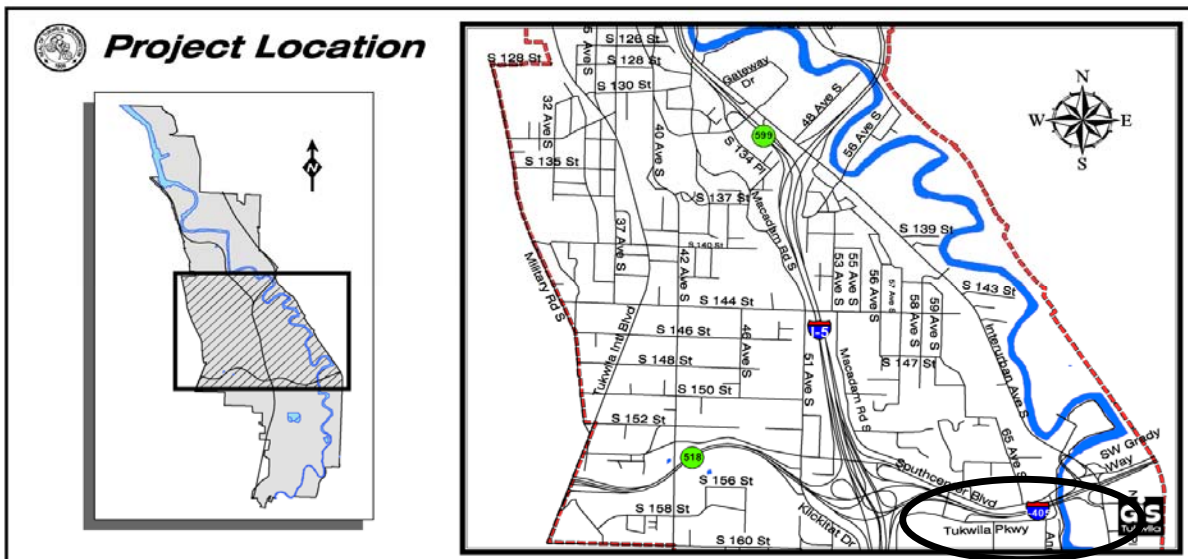 Project Location
N
N
W
E
S
S 126 St
S 128 St
S 128 St
S 130 St
5 Ave S
Gateway Dr
48 Ave S
56 Ave S
32 Ave S
40 Ave S
599
S 134 Pl
S 135 St
S 137 St
Macadam Rd S
S 139 St
37 Ave S
S 140 St
42 Ave S
Military Rd S
53 Ave S
55 Ave S
56 Ave S
57 Ave S
58 Ave S
59 Ave S
S 143 St
S 144 St
Tukwila Intl Blvd
S 146 St
46 Ave S
I-5
Interurban Ave S
S 147 St
S 148 St
51 Ave S
Macadam Rd S
S 150 St
S 152 St
65 Ave S
SW Grady Way
518
Southcenter Blvd
S 156 St
S 158 St
Klickitat Dr
-405
Tukwila Pkwy
An
GIS
Tukwila
S 160 St